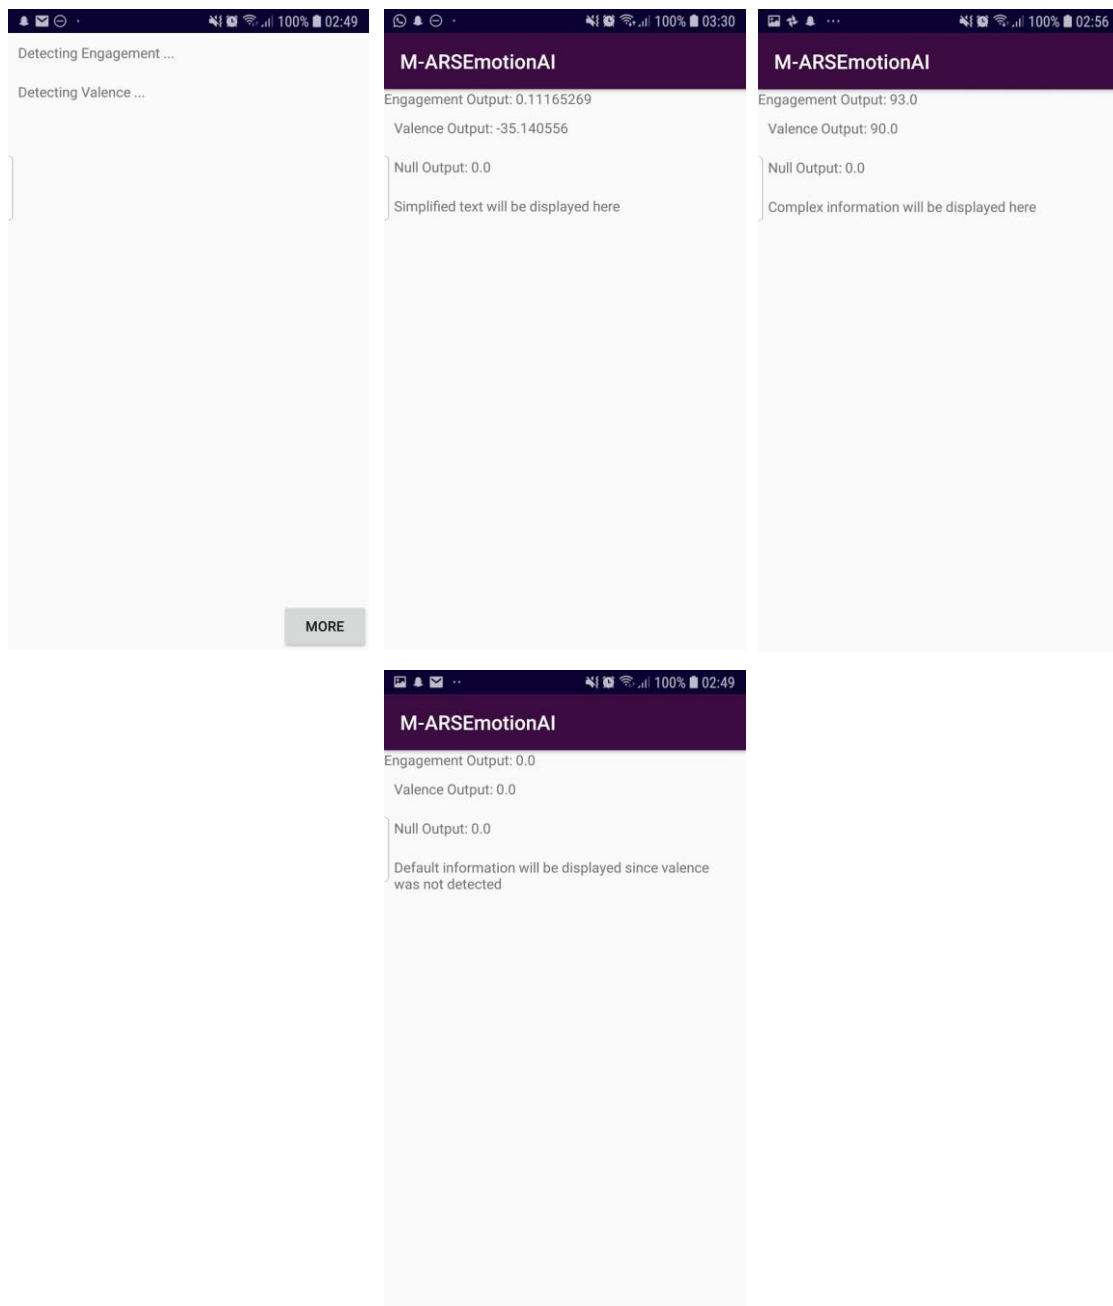 100% 02:49
Detecting Engagement ...
Detecting Valence ...
MORE
100% 03:30
M-ARSEmotionAI
Engagement Output: 0.11165269
Valence Output: -35.140556
Null Output: 0.0
Simplified text will be displayed here
100% 02:56
M-ARSEmotionAI
Engagement Output: 93.0
Valence Output: 90.0
Null Output: 0.0
Complex information will be displayed here
100% 02:49
M-ARSEmotionAI
Engagement Output: 0.0
Valence Output: 0.0
Null Output: 0.0
Default information will be displayed since valence
was not detected